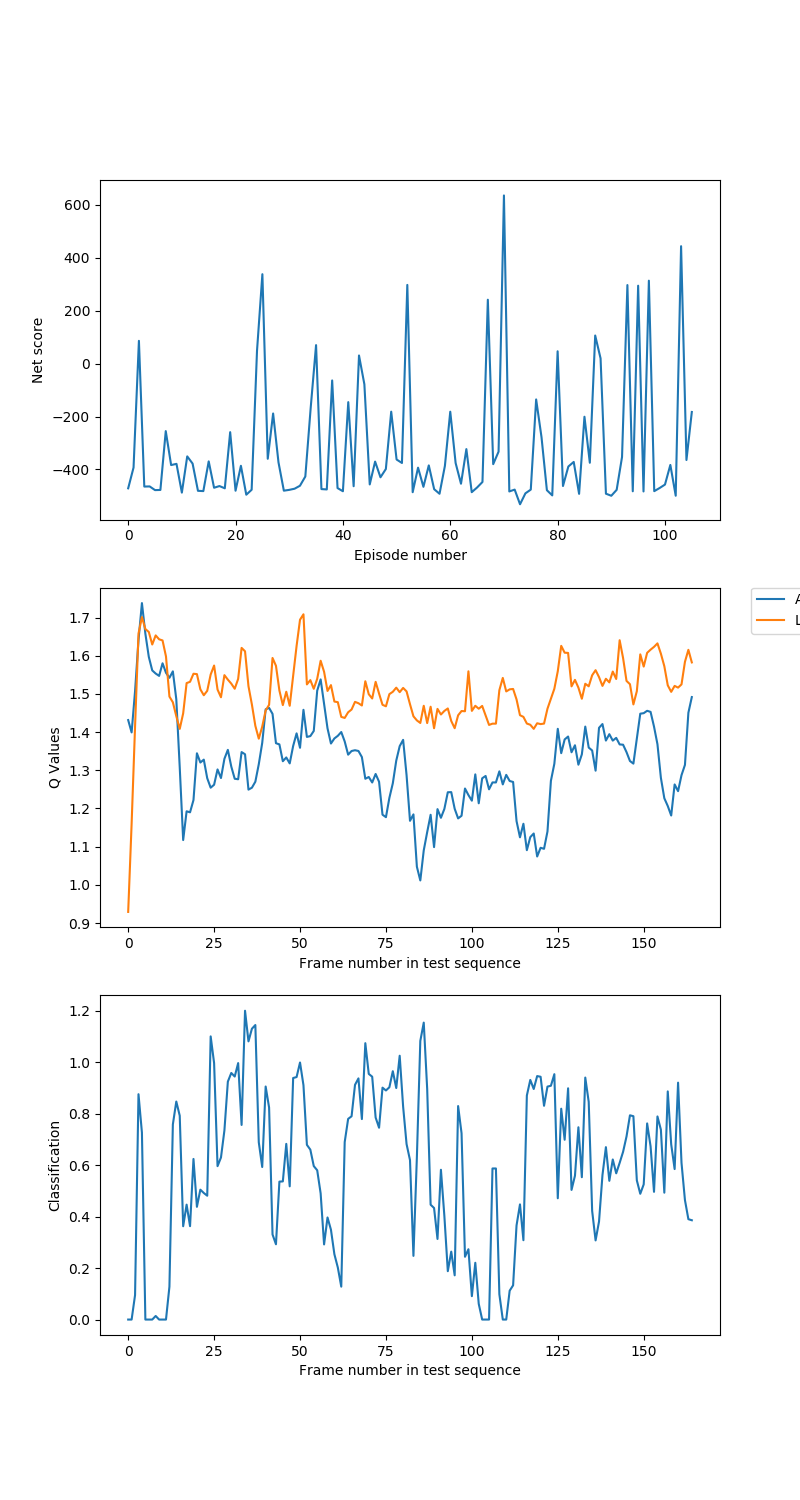 600
400
200
0
−200
−400
Net score
0 20 40 60 80 100
Episode number
1.7
1.6
1.5
1.4
1.3
1.2
1.1
1.0
0.9
Q Values
0 25 50 75 100 125 150
Frame number in test sequence
1.2
1.0
0.8
0.6
0.4
0.2
0.0
Classification
0 25 50 75 100 125 150
Frame number in test sequence